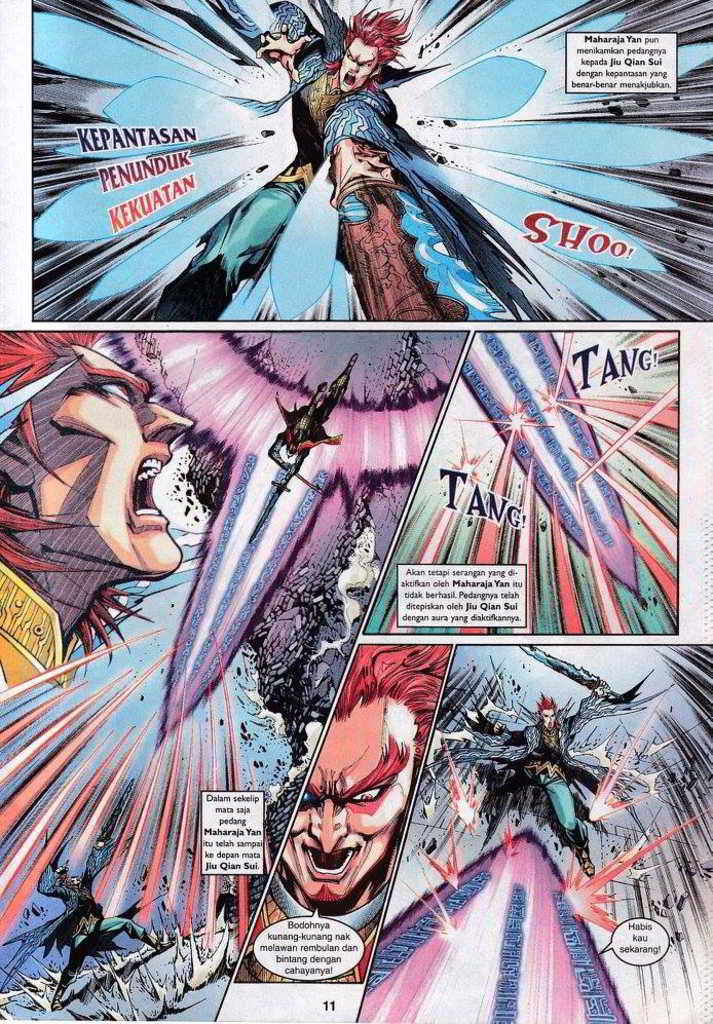 Maharaja Yan pun
menikamkan pedangnya
kepada Jiu Qian Sui
dengan kepantasan yang
benar-benar menakjubkan.
KEPANTASAN
PENUNDUK
KEKUATAN
SHOO!
TANG!
TANG!
Akan tetapi serangan yang di-
aktifkan oleh Maharaja Yan itu
tidak berhasil. Pedangnya telah
ditepiskan oleh Jiu Qian Sui
dengan aura yang diaktifkannya.
Dalam sekelip
mata saja
pedang
Maharaja Yan
itu telah sampai
ke depan mata
Jiu Qian Sui.
Bodohnya
kunang-kunang nak
melawan rembulan dan
bintang dengan
cahayanya!
Habis
kau
sekarang!
11